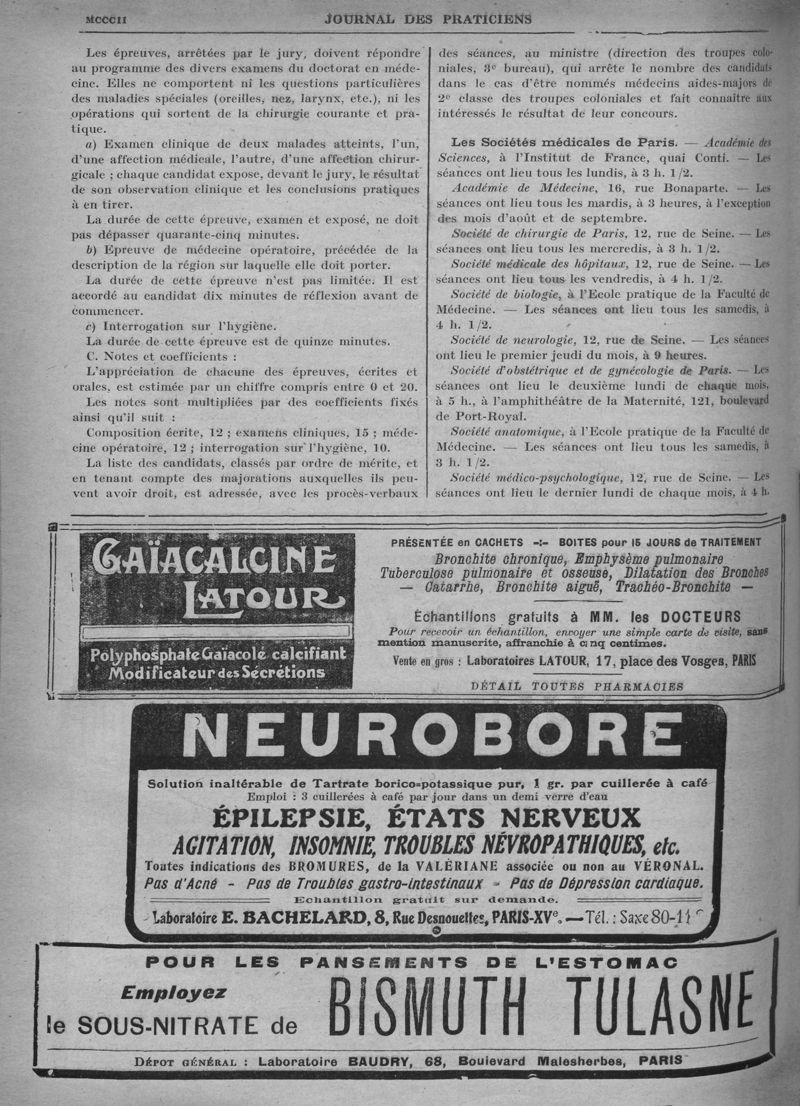 MCCCII
JOURNAL DES PRATICIENS
Les épreuves, arrêtées par le jury, doivent répondre
au programme des divers examens du doctorat en méde-
cine. Elles ne comportent ni les questions particulières
des maladies spéciales (oreilles, nez, larynx, etc.), ni les
opérations qui sortent de la chirurgie courante et pra-
tique.
a) Examen clinique de deux malades atteints, l'un,
d'une affection médicale, l'autre, d'une affection chirur-
gicale ; chaque candidat expose, devant le jury, le résultat
de son observation clinique et les conclusions pratiques
à en tirer.
La durée de cette épreuve, examen et exposé, ne doit
pas dépasser quarante-cinq minutes.
b) Epreuve de médecine opératoire, précédée de la
description de la région sur laquelle elle doit porter.
La durée de cette épreuve n'est pas limitée. Il est
accordé au candidat dix minutes de réflexion avant de
commencer.
c) Interrogation sur l'hygiène.
La durée de cette épreuve est de quinze minutes.
C. Notes et coefficients :
L'appréciation de chacune des épreuves, écrites et
orales, est estimée par un chiffre compris entre 0 et 20.
Les notes sont multipliées par des coefficients fixés
ainsi qu'il suit :
Composition écrite, 12 ; examens cliniques, 15 ; méde-
cine opératoire, 12 ; interrogation sur l'hygiène, 10.
La liste des candidats, classés par ordre de mérite, et
en tenant compte des majorations auxquelles ils peu-
vent avoir droit, est adressée, avec les procès-verbaux
des séances, au ministre (direction des troupes colo-
niales, 3e bureau), qui arrête le nombre des candidats
dans le cas d'être nommés médecins aides-majors de
2e classe des troupes coloniales et fait connaître aux
intéressés le résultat de leur concours.
Les Sociétés médicales de Paris. — Académie des
Sciences, à l'Institut de France, quai Conti. — Les
séances ont lieu tous les lundis, à 3 h. 1/2.
Académie de Médecine, 16, rue Bonaparte. — Les
séances ont lieu tous les mardis, à 3 heures, à l'exception
des mois d'août et de septembre.
Société de chirurgie de Paris, 12, rue de Seine. — Les
séances ont lieu tous les mercredis, à 3 h. 1/2.
Société médicale des hôpitaux, 12, rue de Seine. — Les
séances ont lieu tous les vendredis, à 4 h. 1/2.
Société de biologie, à l'Ecole pratique de la Faculté de
Médecine. — Les séances ont lieu tous les samedis, à
4 h. 1/2.
Société de neurologie, 12, rue de Seine. — Les séances
ont lieu le premier jeudi du mois, à 9 heures.
Société d'obstétrique et de gynécologie de Paris. — Les
séances ont lieu le deuxième lundi de chaque mois,
à 5 h., à l'amphithéâtre de la Maternité, 121, boulevard
de Port-Royal.
Société anatomique, à l'Ecole pratique de la Faculté de
Médecine. — Les séances ont lieu tous les samedis, à
3 h. 1/2.
Société médico-psychologique, 12, rue de Seine. — Les
séances ont lieu le dernier lundi de chaque mois, à 4 h.
GAÏACALCINE
LATOUR
Polyphosphate Gaïacolé calcifiant
Modificateur des Sécrétions
PRÉSENTÉE en CACHETS -:- BOITES pour 15 JOURS de TRAITEMENT
Bronchite chronique, Emphysème pulmonaire
Tuberculose pulmonaire et osseuse, Dilatation des Bronches
— Catarrhe, Bronchite aiguë, Trachéo-Bronchite —
Échantillons gratuits à MM. les DOCTEURS
Pour recevoir un échantillon, envoyer une simple carte de visite, sans
mention manuscrite, affranchie à cinq centimes.
Vente en gros : Laboratoires LATOUR, 17, place des Vosges, PARIS
DÉTAIL TOUTES PHARMACIES
NEUROBORE
Solution inaltérable de Tartrate borico=potassique pur, 1 gr. par cuillerée à café
Emploi : 3 cuillerées à café par jour dans un demi verre d'eau
ÉPILEPSIE, ÉTATS NERVEUX
AGITATION, INSOMNIE, TROUBLES NÉVROPATHIQUES, etc.
Toutes indications des BROMURES, de la VALÉRIANE associée ou non au VÉRONAL.
Pas d'Acné - Pas de Troubles gastro-intestinaux - Pas de Dépression cardiaque.
Echantillon gratuit sur demande.
Laboratoire E. BACHELARD, 8, Rue Desnouettes, PARIS-XVe. — Tél. : Saxe
POUR LES PANSEMENTS DE L'ESTOMAC
Employez
le SOUS-NITRATE de BISMUTH TULASNE
DÉPOT GÉNÉRAL : Laboratoire BAUDRY, 68, Boulevard Malesherbes, PARIS